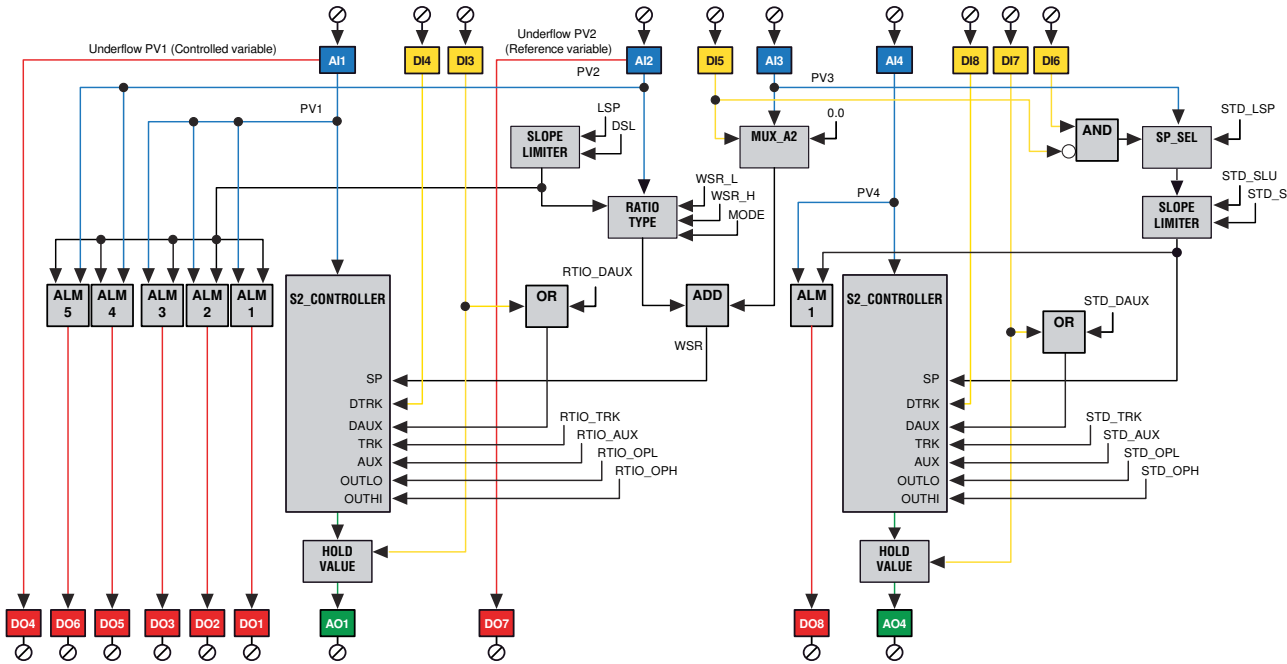 Underflow PV1 (Controlled variable)
Underflow PV2
(Reference variable)
AI1
DI4
DI3
AI2
DI5
AI3
AI4
DI8
DI7
DI6
PV2
PV3
PV1
LSP
DSL
0.0
STD_LSP
SLOPE
LIMITER
MUX_A2
AND
SP_SEL
WSR_L
WSR_H
MODE
PV4
STD_SLU
STD_S
RATIO
TYPE
SLOPE
LIMITER
RTIO_DAUX
STD_DAUX
ALM
5
ALM
4
ALM
3
ALM
2
ALM
1
S2_CONTROLLER
OR
ADD
ALM
1
S2_CONTROLLER
OR
WSR
SP
DTRK
DAUX
TRK
AUX
OUTLO
OUTHI
RTIO_TRK
RTIO_AUX
RTIO_OPL
RTIO_OPH
SP
DTRK
DAUX
TRK
AUX
OUTLO
OUTHI
STD_TRK
STD_AUX
STD_OPL
STD_OPH
HOLD
VALUE
HOLD
VALUE
DO4
DO6
DO5
DO3
DO2
DO1
AO1
DO7
DO8
AO4